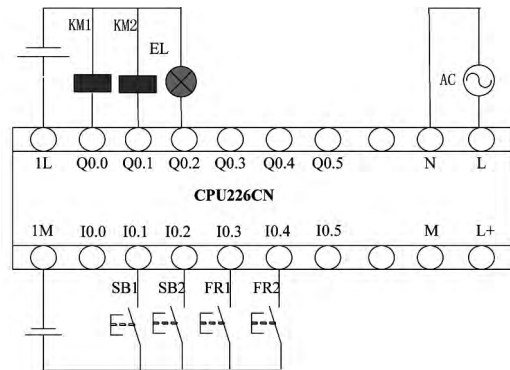 KM1 KM2 EL AC
1L Q0.0 Q0.1 Q0.2 Q0.3 Q0.4 Q0.5 N L
CPU226CN
1M I0.0 I0.1 I0.2 I0.3 I0.4 I0.5 M L+
SB1 SB2 FR1 FR2